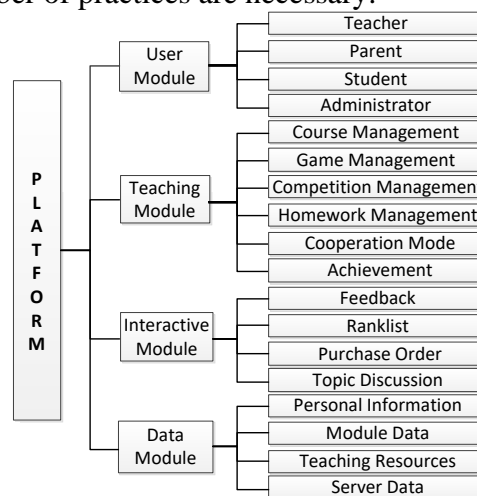 ber of practices are necessary.
PLATFORM
User
Module
Teacher
Parent
Student
Administrator
Teaching
Module
Course Management
Game Management
Competition Managemen
Homework Management
Cooperation Mode
Achievement
Interactive
Module
Feedback
Ranklist
Purchase Order
Topic Discussion
Data
Module
Personal Information
Module Data
Teaching Resources
Server Data